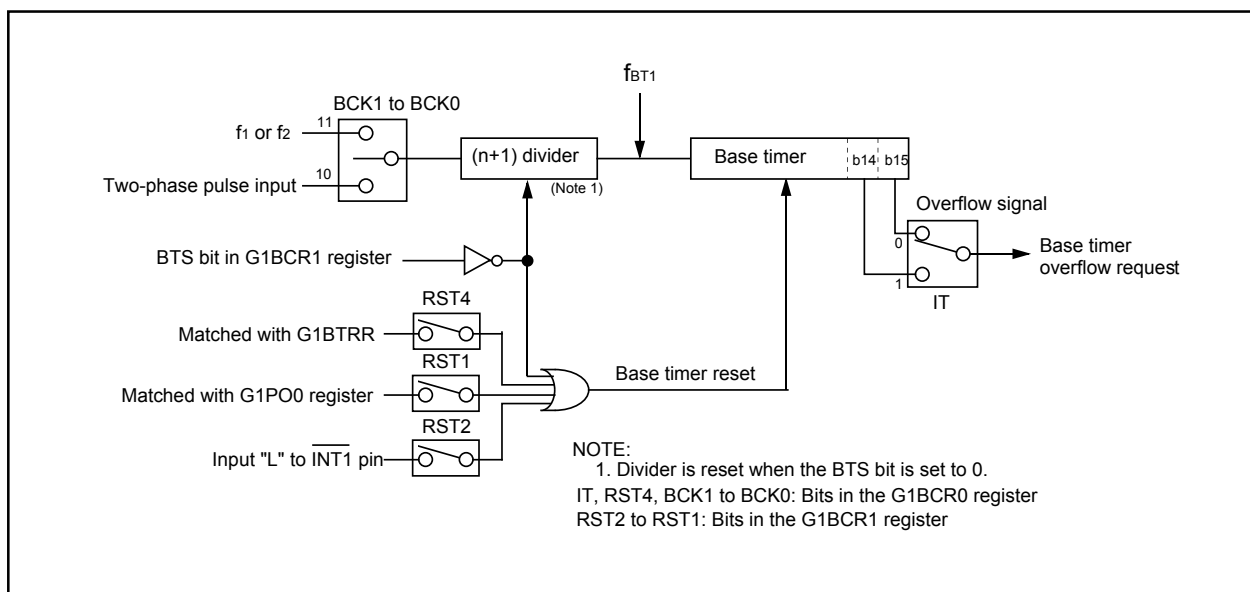 fBT1
BCK1 to BCK0
11
f1 or f2
(n+1) divider
Base timer
b14
b15
10
Two-phase pulse input
(Note 1)
Overflow signal
0
BTS bit in G1BCR1 register
Base timer
overflow request
1
IT
RST4
Matched with G1BTRR
RST1
Base timer reset
Matched with G1PO0 register
RST2
Input "L" to INT1 pin
NOTE:
1. Divider is reset when the BTS bit is set to 0.
IT, RST4, BCK1 to BCK0: Bits in the G1BCR0 register
RST2 to RST1: Bits in the G1BCR1 register